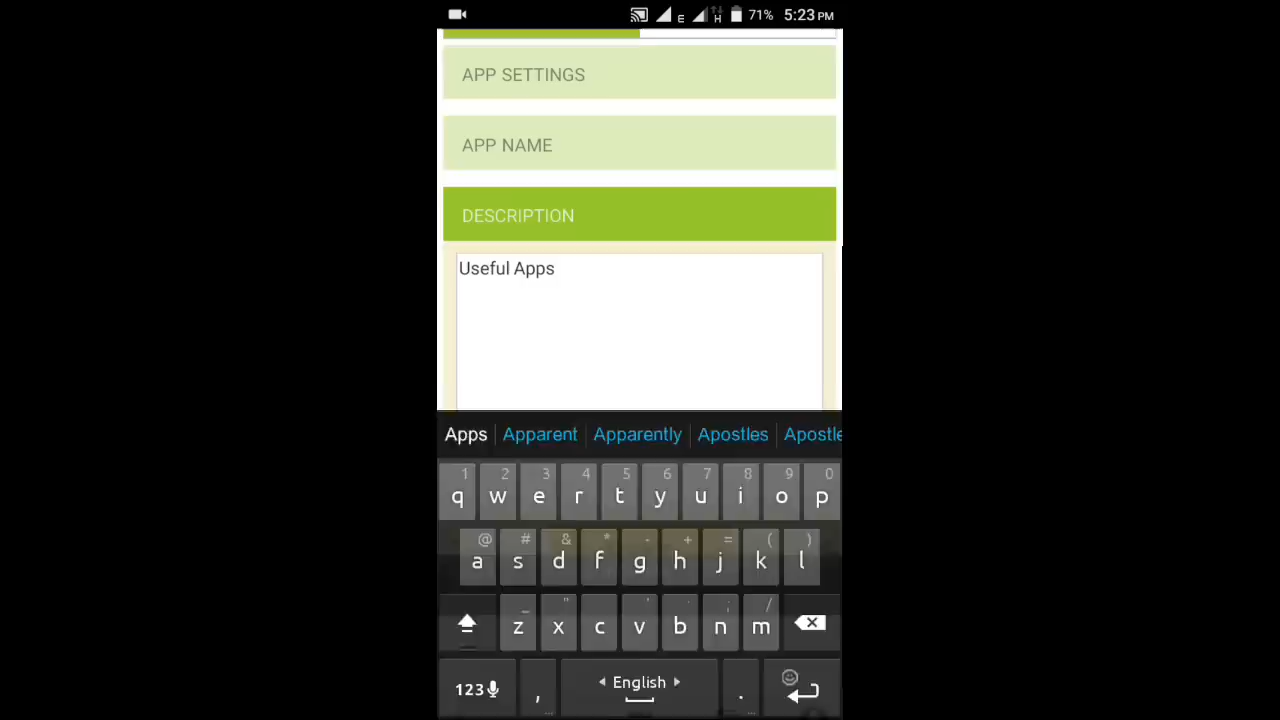 E H 71% 5:23 PM
APP SETTINGS
APP NAME
DESCRIPTION
Useful Apps
Apps Apparent Apparently Apostles Apostle
1 2 3 4 5 6 7 8 9 0
q w e r t y u i o p
@ # & * - + = ( )
a s d f g h j k l
_ " ' ; /
z x c v b n m
123 , English .